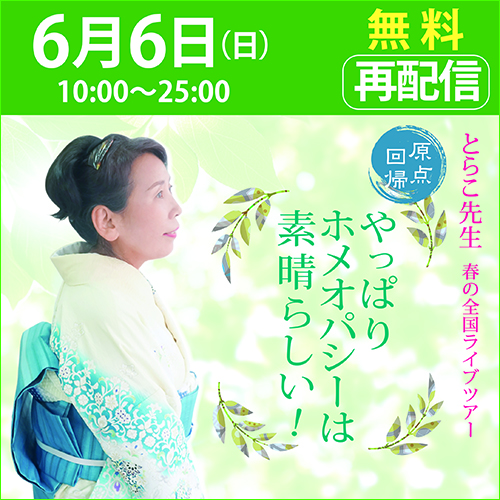 6月6日(日)
10:00～25:00
無料
再配信
原点
回帰
とらこ先生 春の全国ライブツアー
やっぱり
ホメオパシーは
素晴らしい！